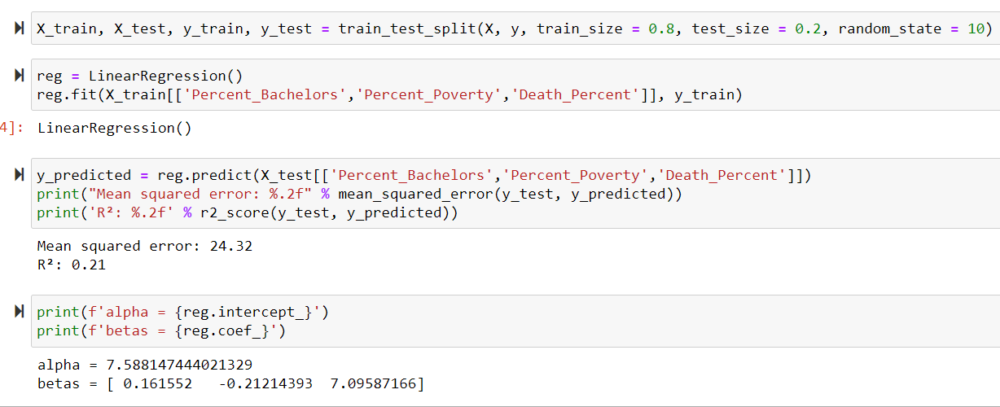 X_train, X_test, y_train, y_test = train_test_split(X, y, train_size = 0.8, test_size = 0.2, random_state = 10)
reg = LinearRegression()
reg.fit(X_train[['Percent_Bachelors','Percent_Poverty','Death_Percent']], y_train)
4]: LinearRegression()
y_predicted = reg.predict(X_test[['Percent_Bachelors','Percent_Poverty','Death_Percent']])
print("Mean squared error: %.2f" % mean_squared_error(y_test, y_predicted))
print('R²: %.2f' % r2_score(y_test, y_predicted))
Mean squared error: 24.32
R²: 0.21
print(f'alpha = {reg.intercept_}')
print(f'betas = {reg.coef_}')
alpha = 7.588147444021329
betas = [ 0.161552   -0.21214393  7.09587166]